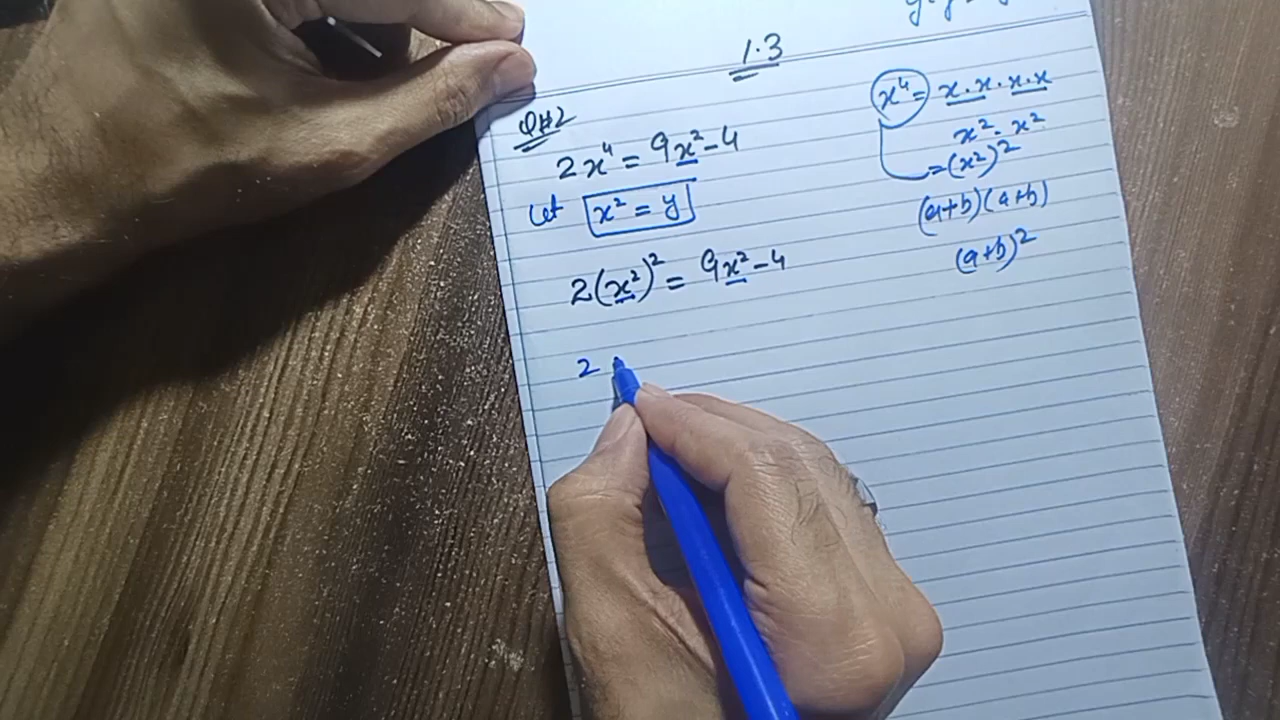 1.3
Q#2
2x⁴ = 9x² - 4
Let x² = y
2(x²)² = 9x² - 4
2
x⁴ = x . x . x . x
x² . x²
= (x²)²
(a+b)(a+b)
(a+b)²